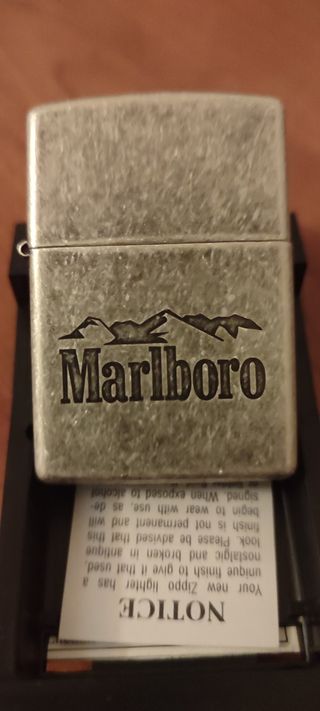 Marlboro
NOTICE
Your new Zippo lighter has a
unique finish to give it that used,
nostalgic and broken in antique
look. Please be advised that this
finish is not permanent and will
begin to wear with use, as de-
signed. When exposed to alcohol